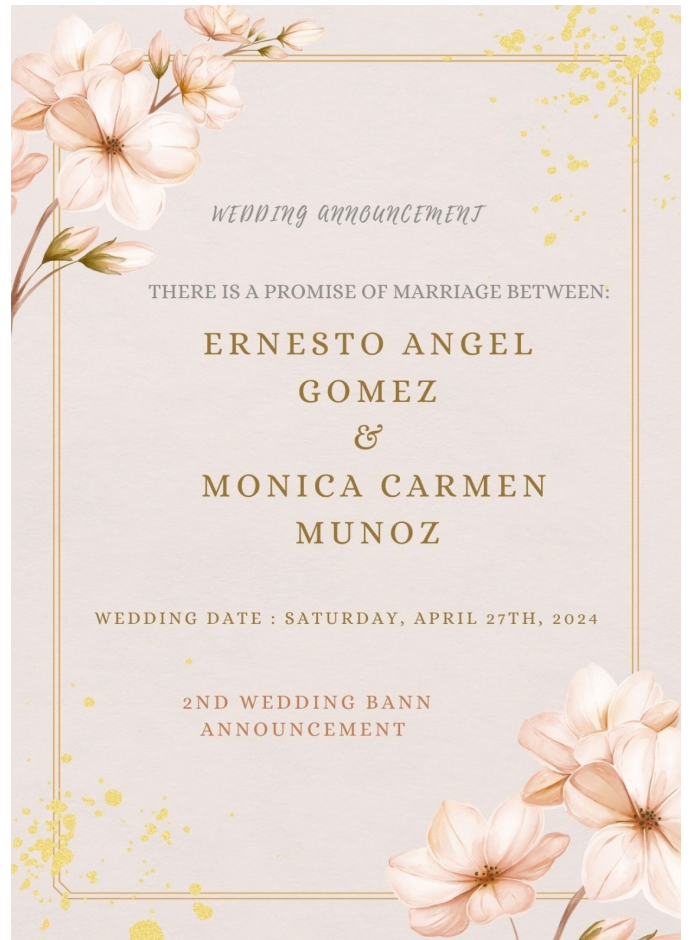 WEDDING ANNOUNCEMENT
THERE IS A PROMISE OF MARRIAGE BETWEEN:
ERNESTO ANGEL
GOMEZ
&
MONICA CARMEN
MUNOZ
WEDDING DATE : SATURDAY, APRIL 27TH, 2024
2ND WEDDING BANN
ANNOUNCEMENT